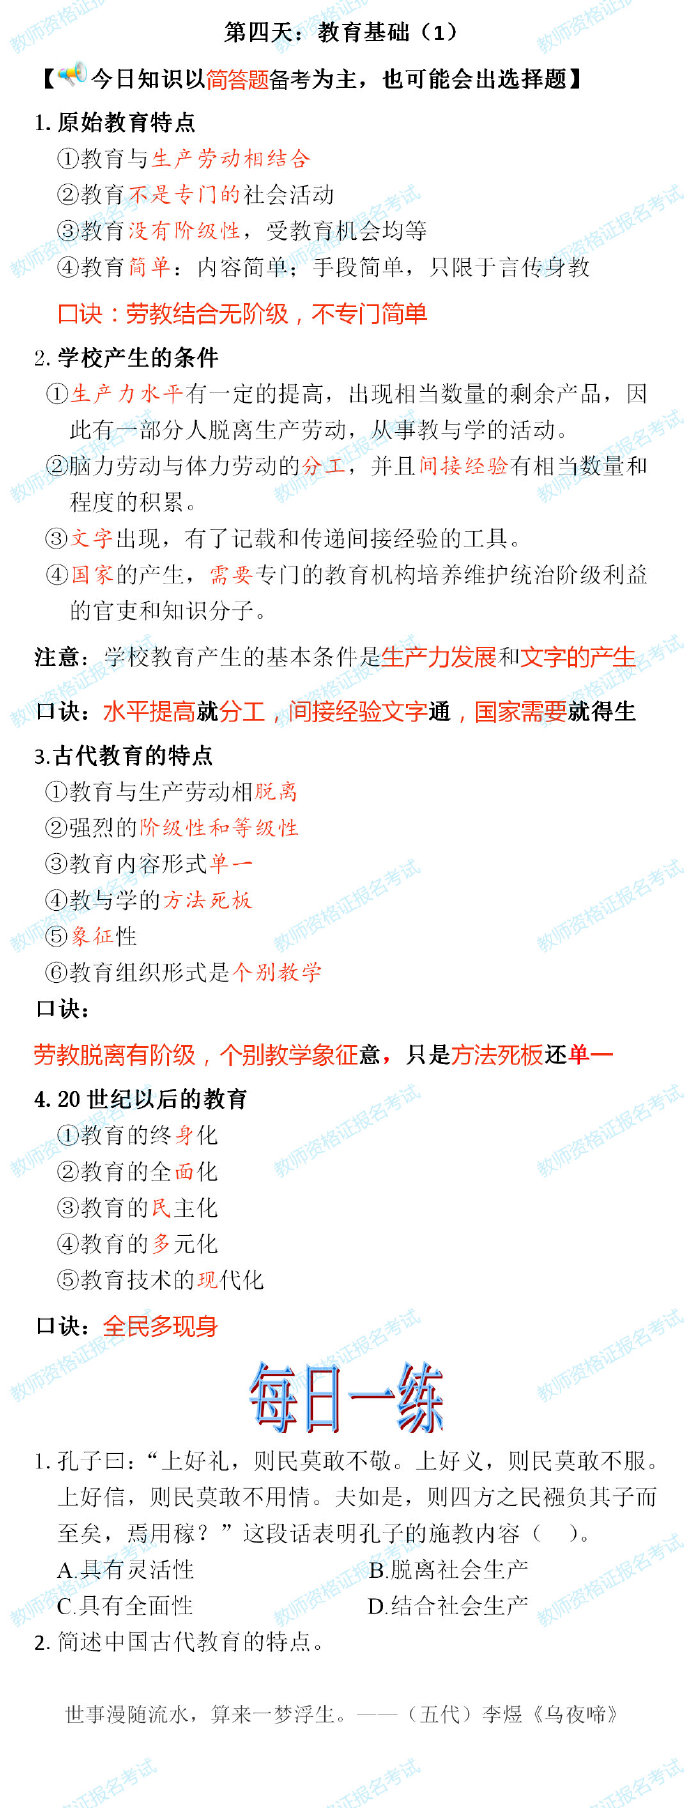 第四天：教育基础（1）
【今日知识以简答题备考为主，也可能会出选择题】
1. 原始教育特点
①教育与生产劳动相结合
②教育不是专门的社会活动
③教育没有阶级性，受教育机会均等
④教育简单：内容简单；手段简单，只限于言传身教
口诀：劳教结合无阶级，不专门简单
2. 学校产生的条件
①生产力水平有一定的提高，出现相当数量的剩余产品，因
此有一部分人脱离生产劳动，从事教与学的活动。
②脑力劳动与体力劳动的分工，并且间接经验有相当数量和
程度的积累。
③文字出现，有了记载和传递间接经验的工具。
④国家的产生，需要专门的教育机构培养维护统治阶级利益
的官吏和知识分子。
注意：学校教育产生的基本条件是生产力发展和文字的产生
口诀：水平提高就分工，间接经验文字通，国家需要就得生
3.古代教育的特点
①教育与生产劳动相脱离
②强烈的阶级性和等级性
③教育内容形式单一
④教与学的方法死板
⑤象征性
⑥教育组织形式是个别教学
口诀：
劳教脱离有阶级，个别教学象征意，只是方法死板还单一
4. 20 世纪以后的教育
①教育的终身化
②教育的全面化
③教育的民主化
④教育的多元化
⑤教育技术的现代化
口诀：全民多现身
每日一练
1. 孔子曰：“上好礼，则民莫敢不敬。上好义，则民莫敢不服。
上好信，则民莫敢不用情。夫如是，则四方之民襁负其子而
至矣，焉用稼？”这段话表明孔子的施教内容（ ）。
A.具有灵活性 B.脱离社会生产
C.具有全面性 D.结合社会生产
2. 简述中国古代教育的特点。
世事漫随流水，算来一梦浮生。——（五代）李煜《乌夜啼》
教师资格证报名考试